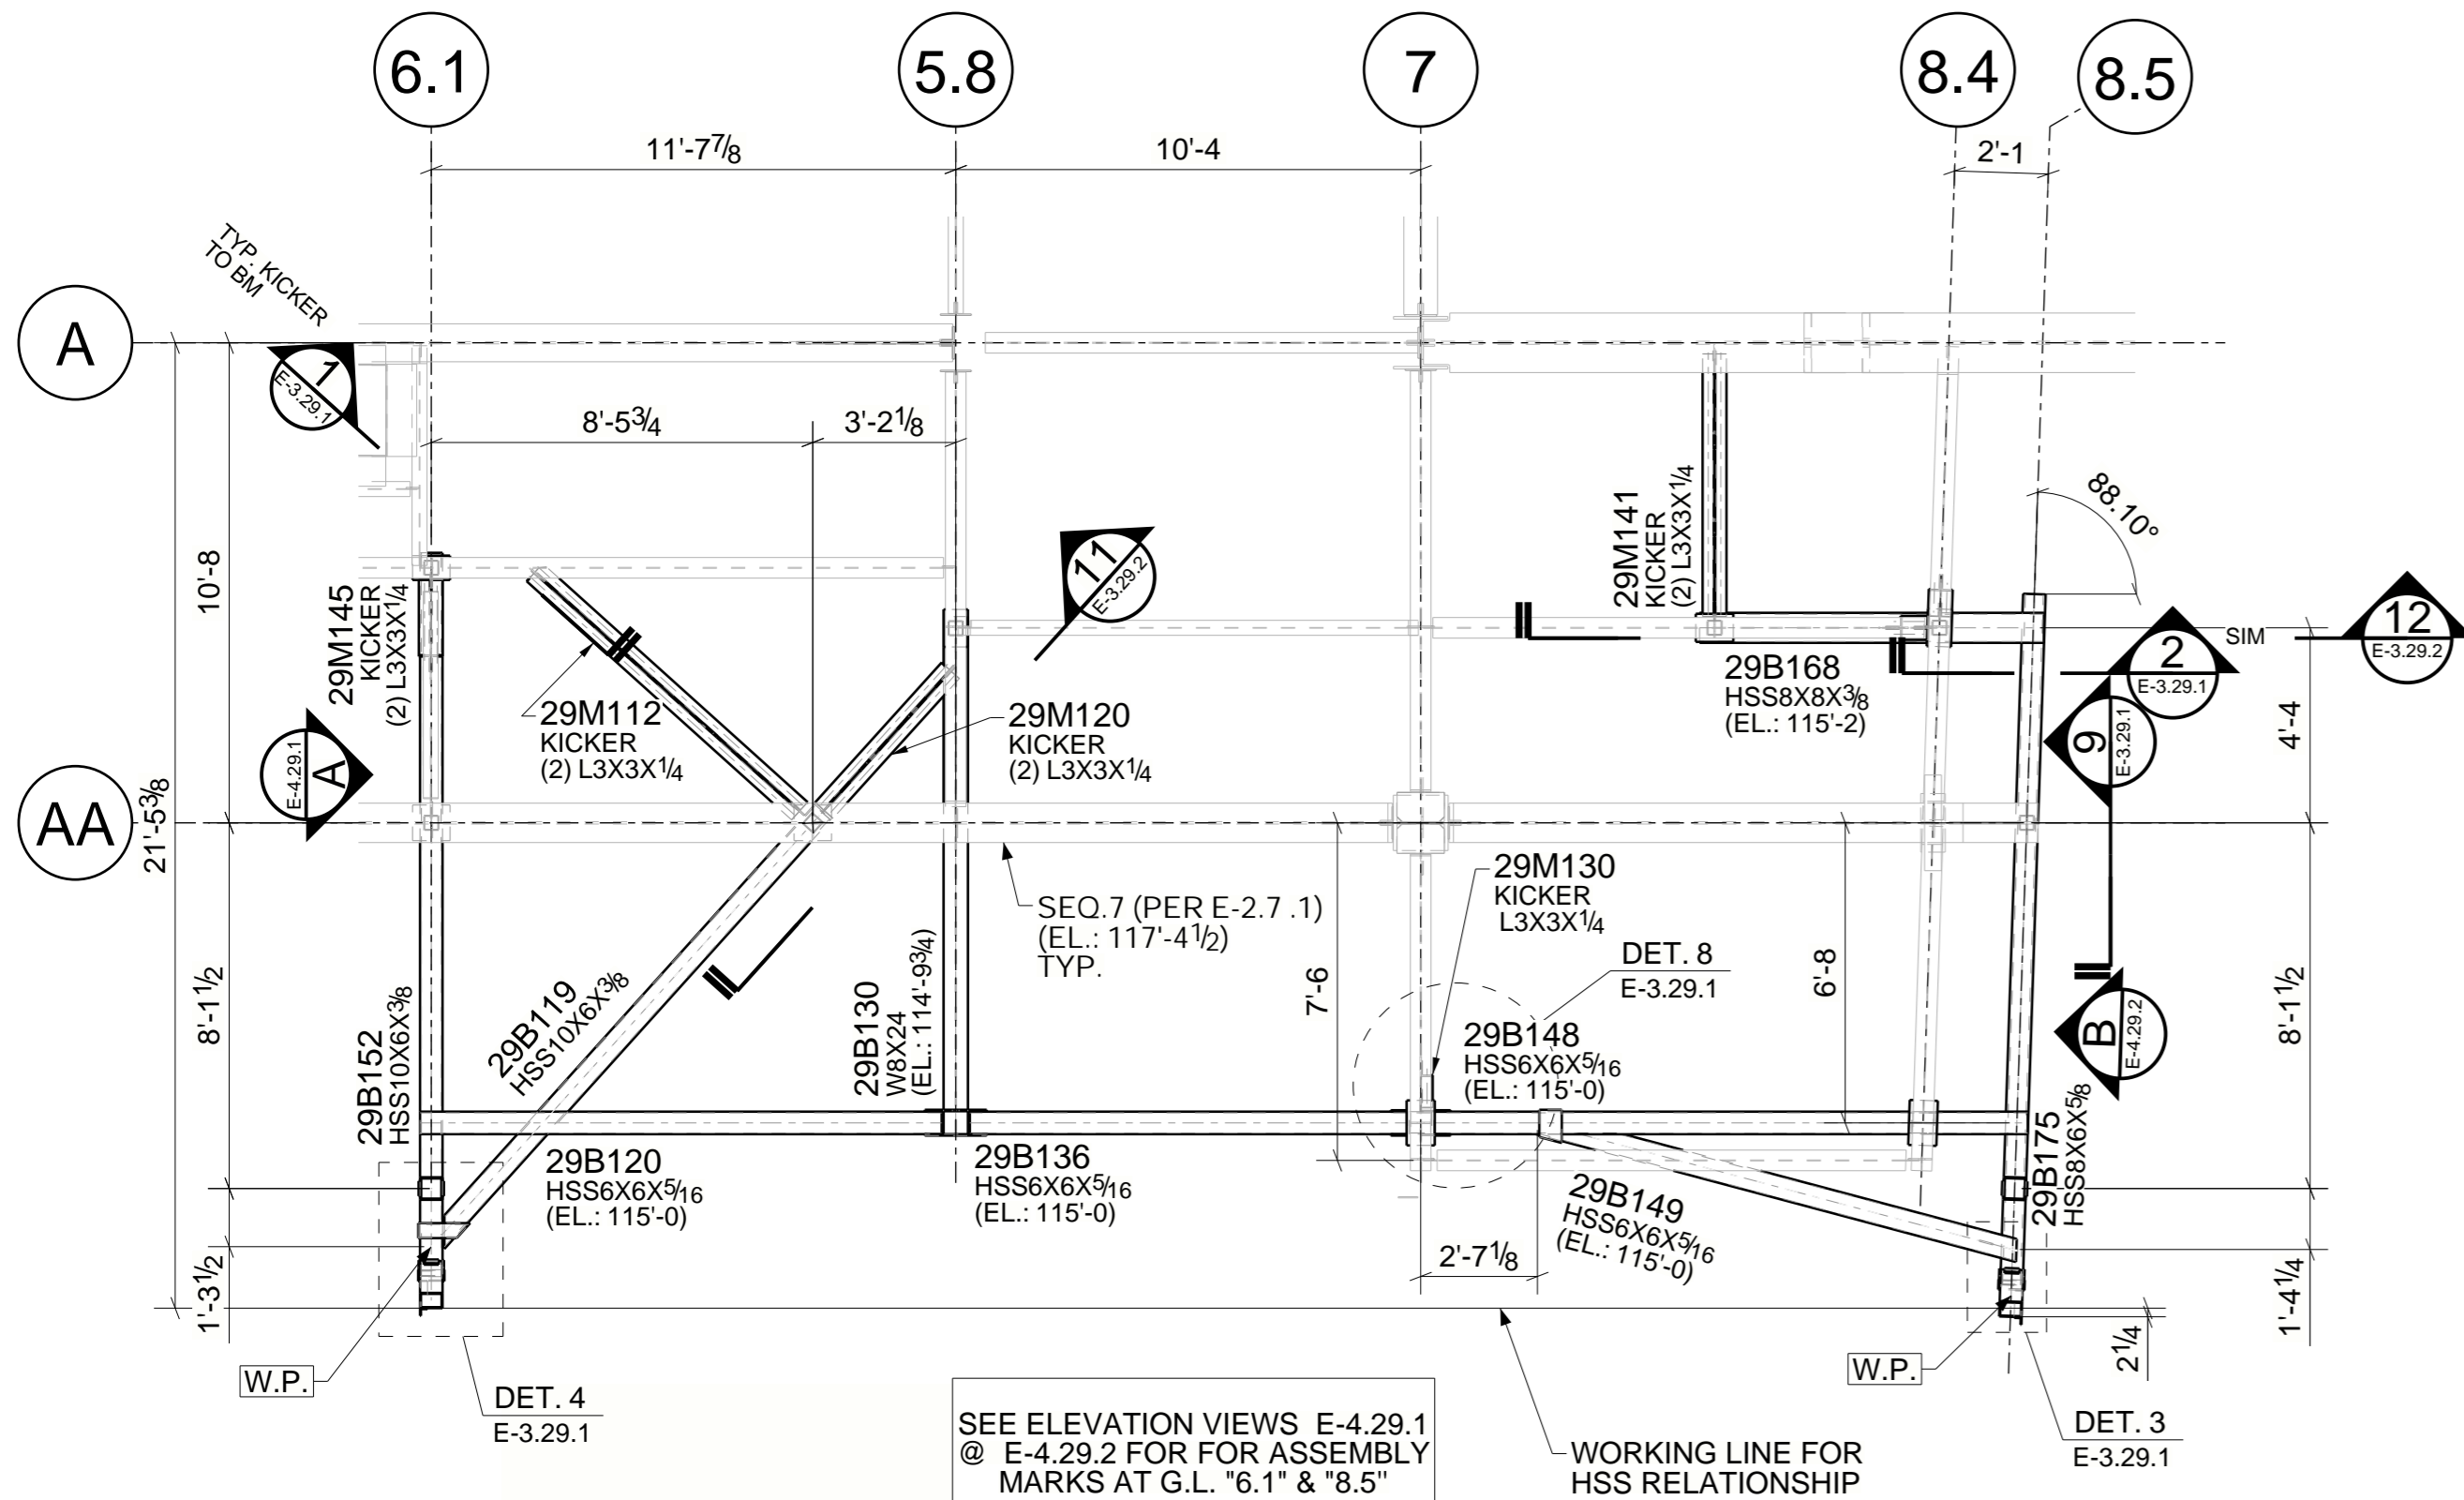 6.1
5.8
7
8.4
8.5
11'-7 7/8
10'-4
2'-1
TYP. KICKER
TO BM
A
1
E-3.29.1
8'-5 3/4
3'-2 1/8
88.10°
10'-8
21'-5 3/8
29M145
KICKER
(2) L3X3X1/4
11
E-3.29.2
29M141
KICKER
(2) L3X3X1/4
12
E-3.29.2
2
E-3.29.1
SIM
29M112
KICKER
(2) L3X3X1/4
29M120
KICKER
(2) L3X3X1/4
29B168
HSS8X8X3/8
(EL.: 115'-2)
4'-4
9
E-3.29.1
A
E-4.29.1
AA
SEQ.7 (PER E-2.7 .1)
(EL.: 117'-4 1/2)
TYP.
29M130
KICKER
L3X3X1/4
DET. 8
E-3.29.1
7'-6
6'-8
8'-1 1/2
8'-1 1/2
29B152
HSS10X6X3/8
29B119
HSS10X6X3/8
29B130
W8X24
(EL.: 114'-9 3/4)
29B148
HSS6X6X5/16
(EL.: 115'-0)
B
E-4.29.2
29B175
HSS8X6X5/8
29B120
HSS6X6X5/16
(EL.: 115'-0)
29B136
HSS6X6X5/16
(EL.: 115'-0)
29B149
HSS6X6X5/16
(EL.: 115'-0)
2'-7 1/8
1'-3 1/2
1'-4 1/4
2 1/4
W.P.
W.P.
DET. 4
E-3.29.1
SEE ELEVATION VIEWS E-4.29.1
@ E-4.29.2 FOR FOR ASSEMBLY
MARKS AT G.L. "6.1" & "8.5"
WORKING LINE FOR
HSS RELATIONSHIP
DET. 3
E-3.29.1